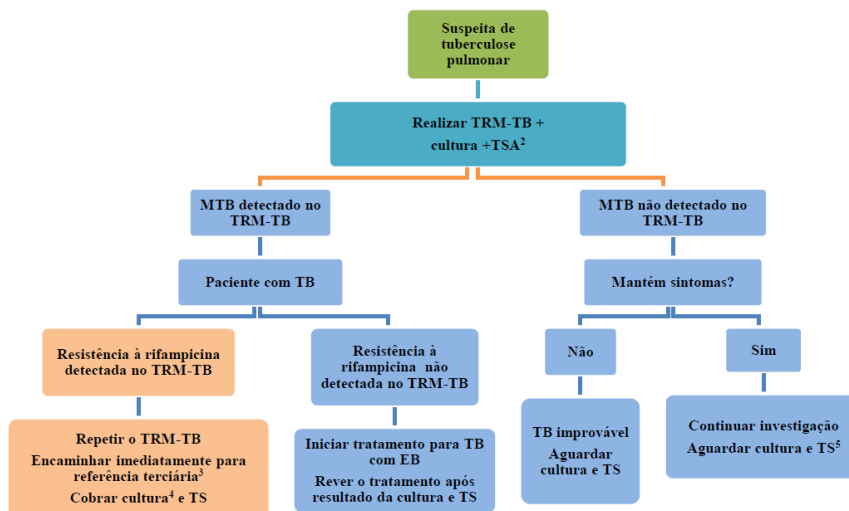 Suspeita de
tuberculose
pulmonar
Realizar TRM-TB +
cultura +TSA²
MTB detectado no
TRM-TB
MTB não detectado no
TRM-TB
Paciente com TB
Mantém sintomas?
Resistência à rifampicina
detectada no TRM-TB
Resistência à
rifampicina não
detectada no TRM-TB
Não
Sim
Repetir o TRM-TB
Encaminhar imediatamente para
referência terciária³
Cobrar cultura⁴ e TS
Iniciar tratamento para TB
com EB
Rever o tratamento após
resultado da cultura e TS
TB improvável
Aguardar
cultura e TS
Continuar investigação
Aguardar cultura e TS⁵